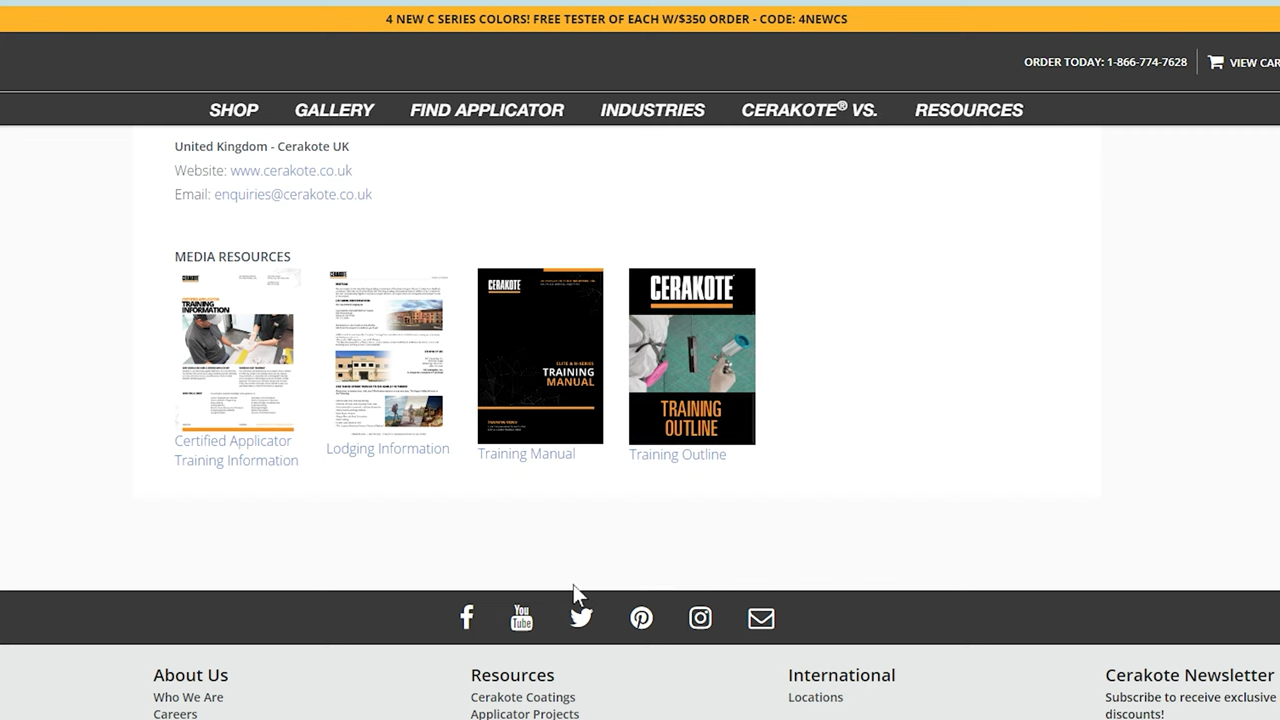 4 NEW C SERIES COLORS! FREE TESTER OF EACH W/$350 ORDER - CODE: 4NEWCS
ORDER TODAY: 1-866-774-7628
VIEW CAR
SHOP
GALLERY
FIND APPLICATOR
INDUSTRIES
CERAKOTE® VS.
RESOURCES
United Kingdom - Cerakote UK
Website: www.cerakote.co.uk
Email: enquiries@cerakote.co.uk
MEDIA RESOURCES
CERAKOTE
TRAINING
INFORMATION
Certified Applicator
Training Information
CERAKOTE
Lodging Information
CERAKOTE
TRAINING
MANUAL
Training Manual
CERAKOTE
TRAINING
OUTLINE
Training Outline
You
Tube
About Us
Who We Are
Careers
Resources
Cerakote Coatings
Applicator Projects
International
Locations
Cerakote Newsletter
Subscribe to receive exclusive
discounts!